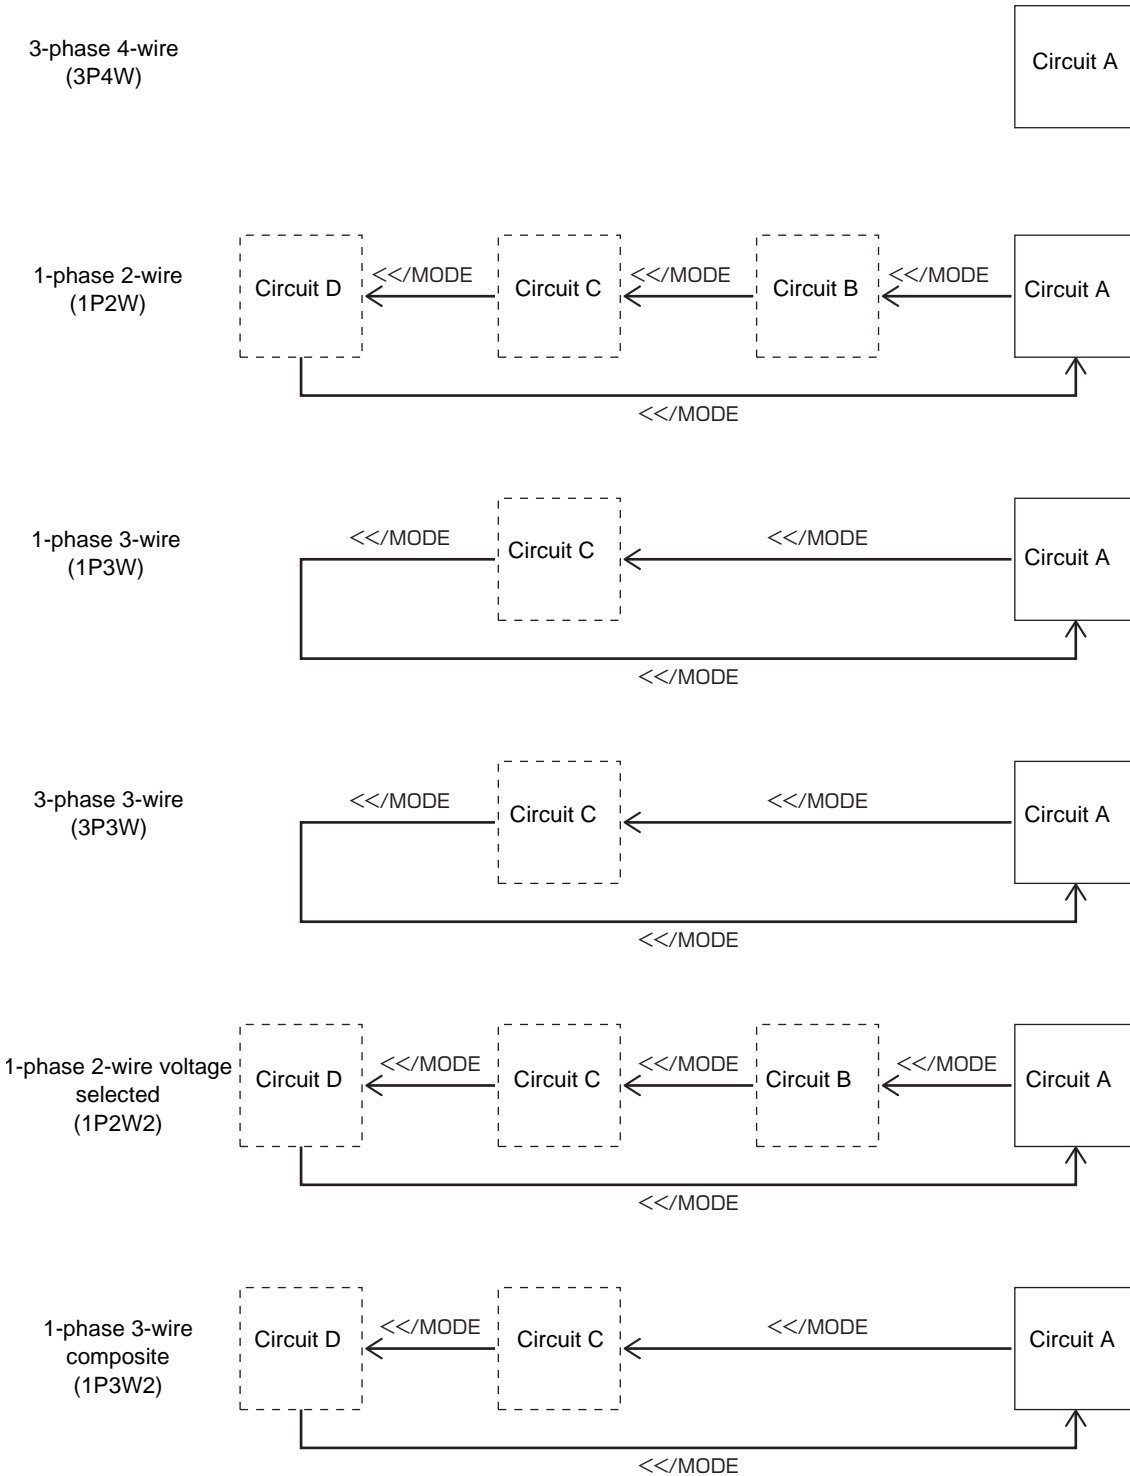 3-phase 4-wire
(3P4W)
Circuit A
1-phase 2-wire
(1P2W)
Circuit D
<</MODE
Circuit C
<</MODE
Circuit B
<</MODE
Circuit A
<</MODE
1-phase 3-wire
(1P3W)
<</MODE
Circuit C
<</MODE
Circuit A
<</MODE
3-phase 3-wire
(3P3W)
<</MODE
Circuit C
<</MODE
Circuit A
<</MODE
1-phase 2-wire voltage
selected
(1P2W2)
Circuit D
<</MODE
Circuit C
<</MODE
Circuit B
<</MODE
Circuit A
<</MODE
1-phase 3-wire
composite
(1P3W2)
Circuit D
<</MODE
Circuit C
<</MODE
Circuit A
<</MODE